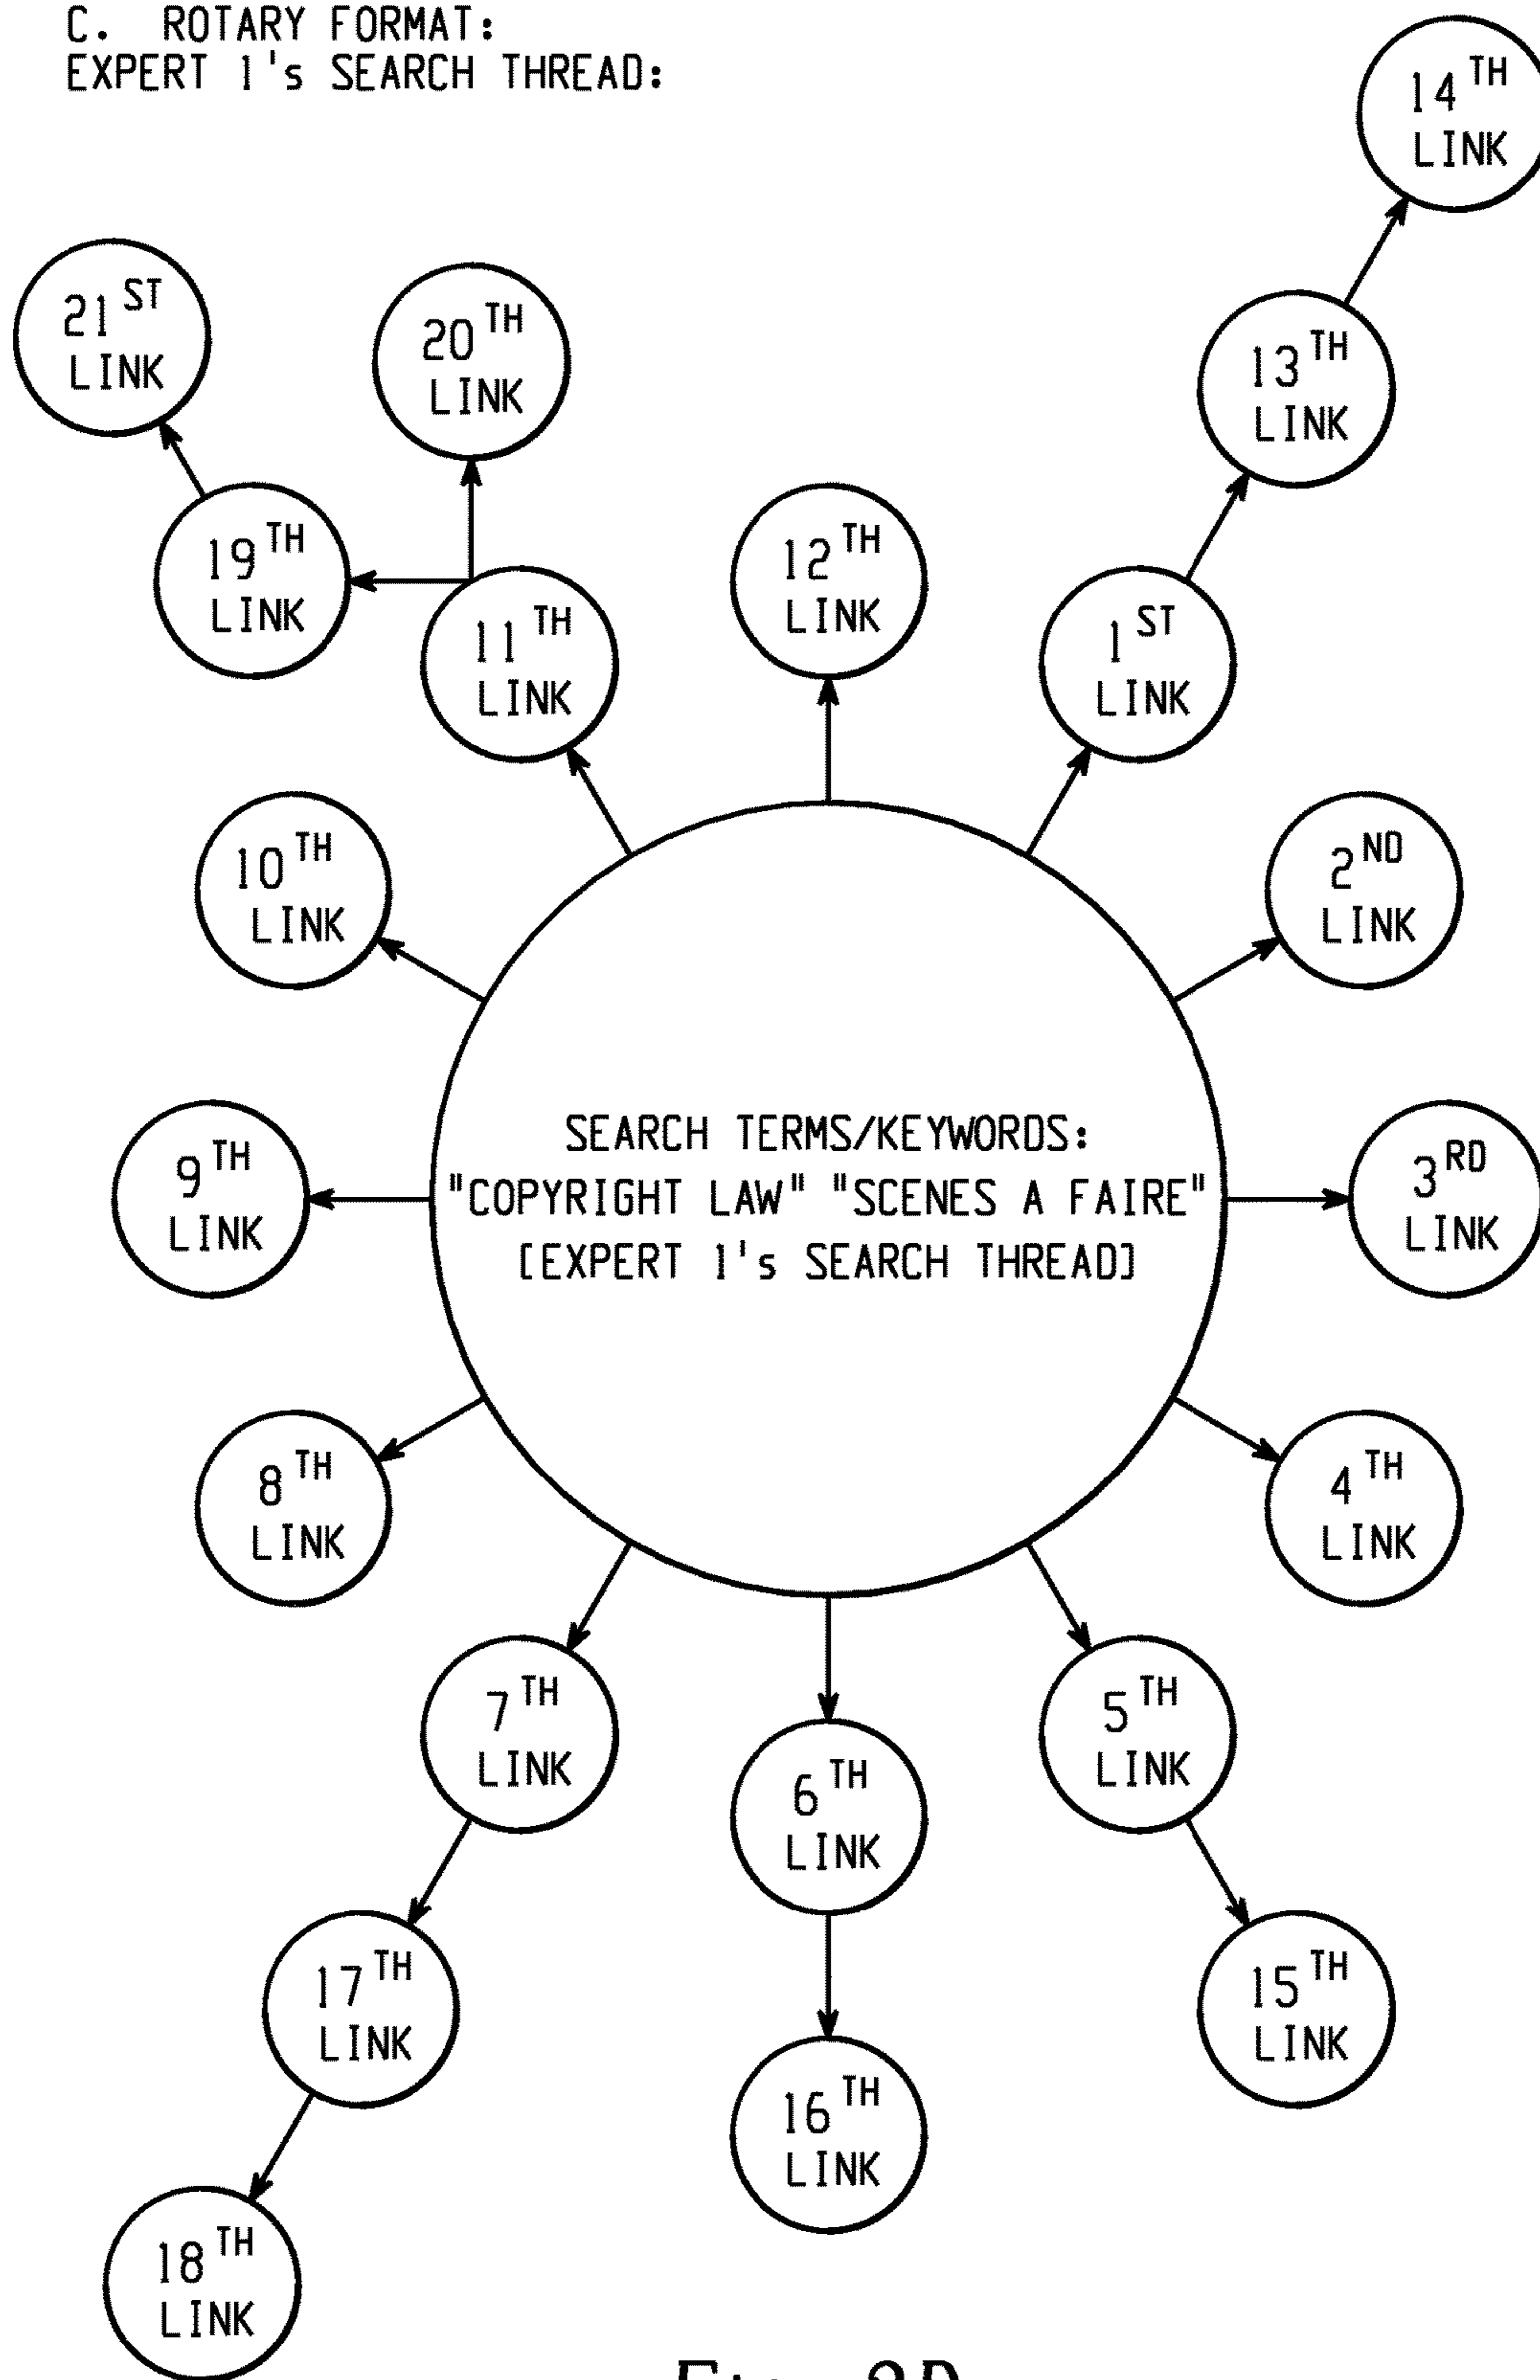 C. ROTARY FORMAT:
EXPERT 1's SEARCH THREAD:
14TH
LINK
21ST
LINK
20TH
LINK
13TH
LINK
19TH
LINK
12TH
LINK
11TH
LINK
1ST
LINK
10TH
LINK
2ND
LINK
SEARCH TERMS/KEYWORDS:
"COPYRIGHT LAW" "SCENES A FAIRE"
[EXPERT 1's SEARCH THREAD]
9TH
LINK
3RD
LINK
8TH
LINK
4TH
LINK
7TH
LINK
6TH
LINK
5TH
LINK
17TH
LINK
16TH
LINK
15TH
LINK
18TH
LINK